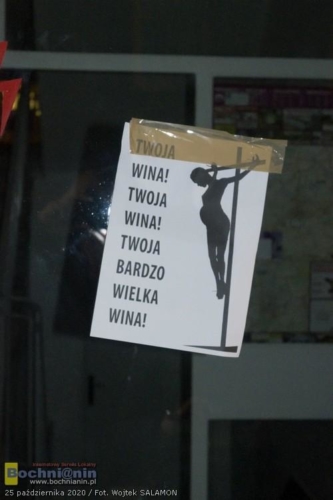 TWOJA
WINA!
TWOJA
WINA!
TWOJA
BARDZO
WIELKA
WINA!
Bochni@nin
www.bochnianin.pl
25 października 2020 / Fot. Wojtek SALAMON